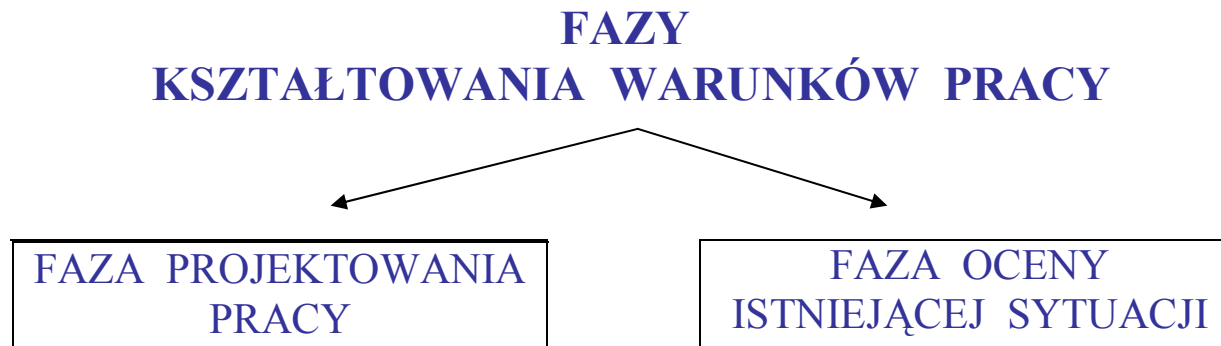 FAZY
KSZTAŁTOWANIA WARUNKÓW PRACY
FAZA PROJEKTOWANIA
PRACY
FAZA OCENY
ISTNIEJĄCEJ SYTUACJI